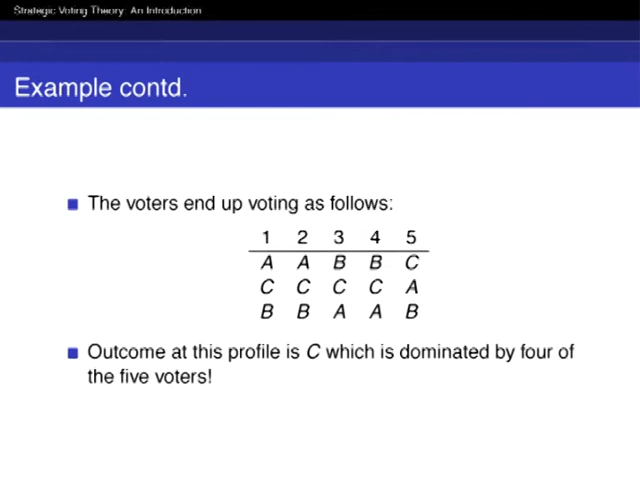 Strategic Voting Theory: An Introduction
Example contd.
The voters end up voting as follows:
1 2 3 4 5
A A B B C
C C C C A
B B A A B
Outcome at this profile is C which is dominated by four of
the five voters!